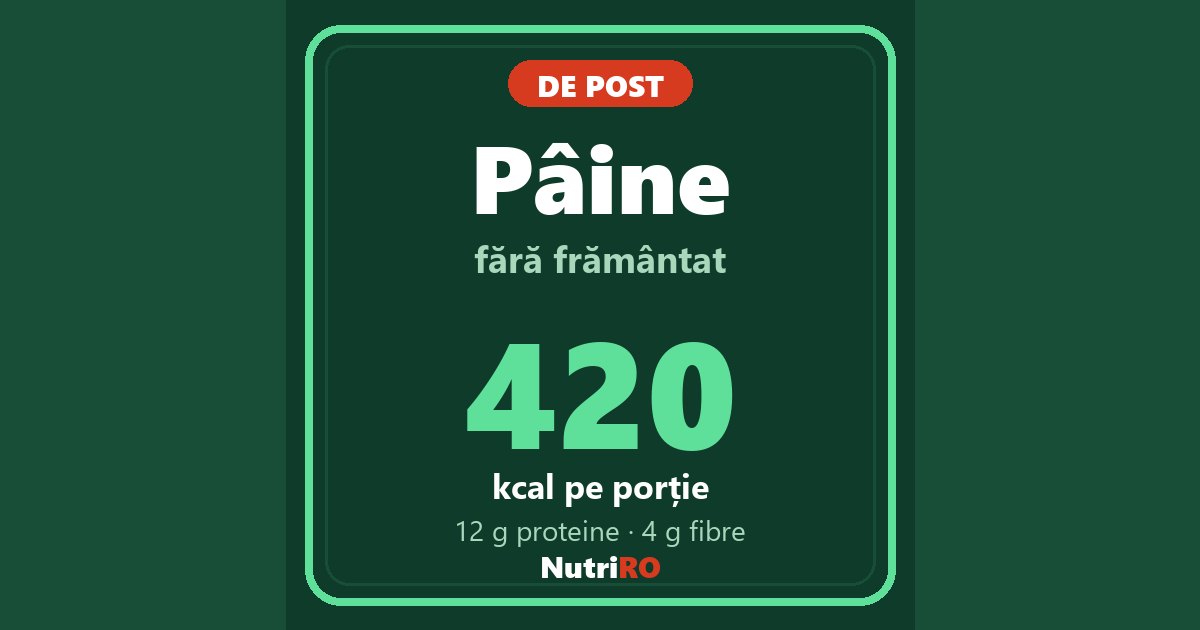 DE POST
Pâine
fără frământat
420
kcal pe porție
12 g proteine · 4 g fibre
NutriRO